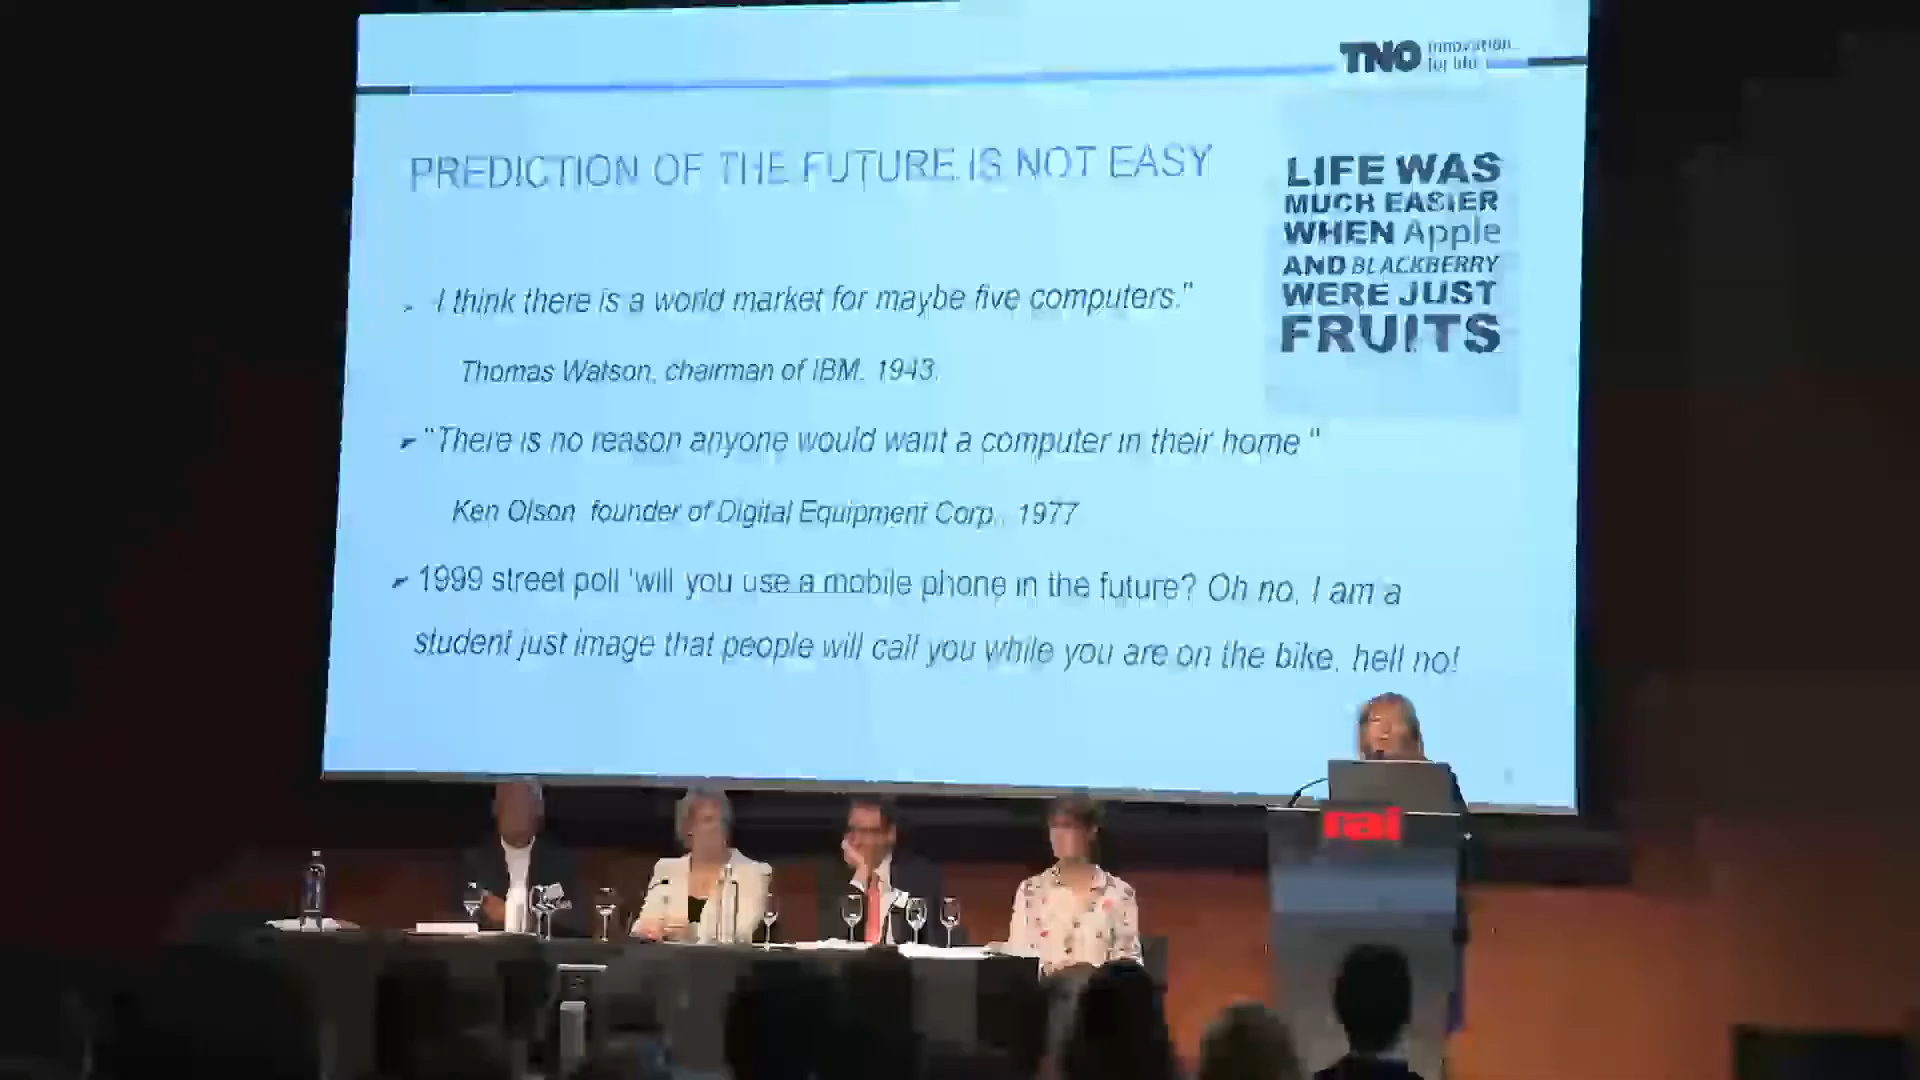 TNO innovation
for life
PREDICTION OF THE FUTURE IS NOT EASY
LIFE WAS
MUCH EASIER
WHEN Apple
AND BLACKBERRY
WERE JUST
FRUITS
I think there is a world market for maybe five computers."
Thomas Watson, chairman of IBM. 1943.
"There is no reason anyone would want a computer in their home "
Ken Olson founder of Digital Equipment Corp., 1977
1999 street poll 'will you use a mobile phone in the future? Oh no, I am a
student just image that people will call you while you are on the bike, hell no!
rai